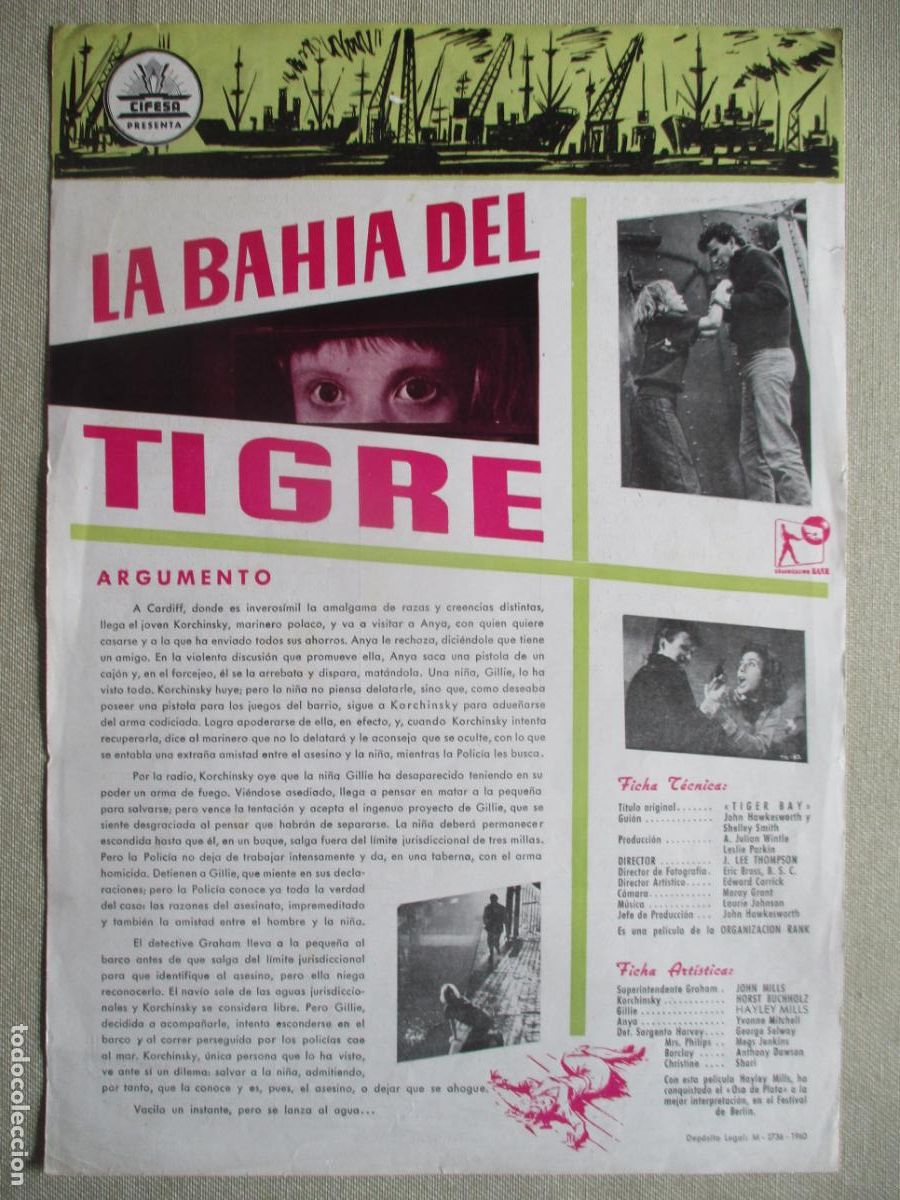 CIFESA
PRESENTA
LA BAHIA DEL
TIGRE
ORGANIZACION RANK
ARGUMENTO
A Cardiff, donde es inverosímil la amalgama de razas y creencias distintas,
llega el joven Korchinsky, marinero polaco, y va a visitar a Anya, con quien quiere
casarse y a la que ha enviado todos sus ahorros. Anya le rechaza, diciéndole que tiene
un amigo. En la violenta discusión que promueve ella, Anya saca una pistola de un
cajón y, en el forcejeo, él se la arrebata y dispara, matándola. Una niña, Gillie, lo ha
visto todo. Korchinsky huye; pero la niña no piensa delatarle, sino que, como deseaba
poseer una pistola para los juegos del barrio, sigue a Korchinsky para adueñarse
del arma codiciada. Logra apoderarse de ella, en efecto, y, cuando Korchinsky intenta
recuperarla, dice al marinero que no lo delatará y le aconseja que se oculte, con lo que
se entabla una extraña amistad entre el asesino y la niña, mientras la Policía les busca.
Por la radio, Korchinsky oye que la niña Gillie ha desaparecido teniendo en su
poder un arma de fuego. Viéndose asediado, llega a pensar en matar a la pequeña
para salvarse; pero vence la tentación y acepta el ingenuo proyecto de Gillie, que se
siente desgraciada al pensar que habrán de separarse. La niña deberá permanecer
escondida hasta que él, en un buque, salga fuera del límite jurisdiccional de tres millas.
Pero la Policía no deja de trabajar intensamente y da, en una taberna, con el arma
homicida. Detienen a Gillie, que miente en sus decla-
raciones; pero la Policía conoce ya toda la verdad
del caso: las razones del asesinato, impremeditado
y también la amistad entre el hombre y la niña.
El detective Graham lleva a la pequeña al
barco antes de que salga del límite jurisdiccional
para que identifique al asesino, pero ella niega
reconocerlo. El navío sale de las aguas jurisdiccio-
nales y Korchinsky se considera libre. Pero Gillie,
decidida a acompañarle, intenta esconderse en el
barco y al correr perseguida por los policías cae
al mar. Korchinsky, única persona que lo ha visto,
ve ante sí un dilema: salvar a la niña, admitiendo,
por tanto, que la conoce y es, pues, el asesino, o dejar que se ahogue.
Vacila un instante, pero se lanza al agua...
Ficha Técnica:
Título original....... «TIGER BAY»
Guión ............ John Hawkesworth y
Shelley Smith
Producción ......... A. Julian Wintle
Leslie Parkin
DIRECTOR ......... J. LEE THOMPSON
Director de Fotografía. Eric Bross, B. S. C.
Director Artístico..... Edward Carrick
Cámara........... Moray Grant
Música ........... Laurie Johnson
Jefe de Producción ... John Hawkesworth
Es una película de la ORGANIZACION RANK
Ficha Artística:
Superintendente Graham . JOHN MILLS
Korchinsky ............ HORST BUCHHOLZ
Gillie ................ HAYLEY MILLS
Anya ................ Yvonne Mitchell
Det. Sargento Harvey.... George Selway
Mrs. Philips .. Megs Jenkins
Barclay ..... Anthony Dawson
Christine .... Shari
Con esta película Hayley Mills, ha
conquistado el «Oso de Plata» a la
mejor interpretación, en el Festival
de Berlín.
Depósito Legal: M - 2736 - 1960
todocoleccion